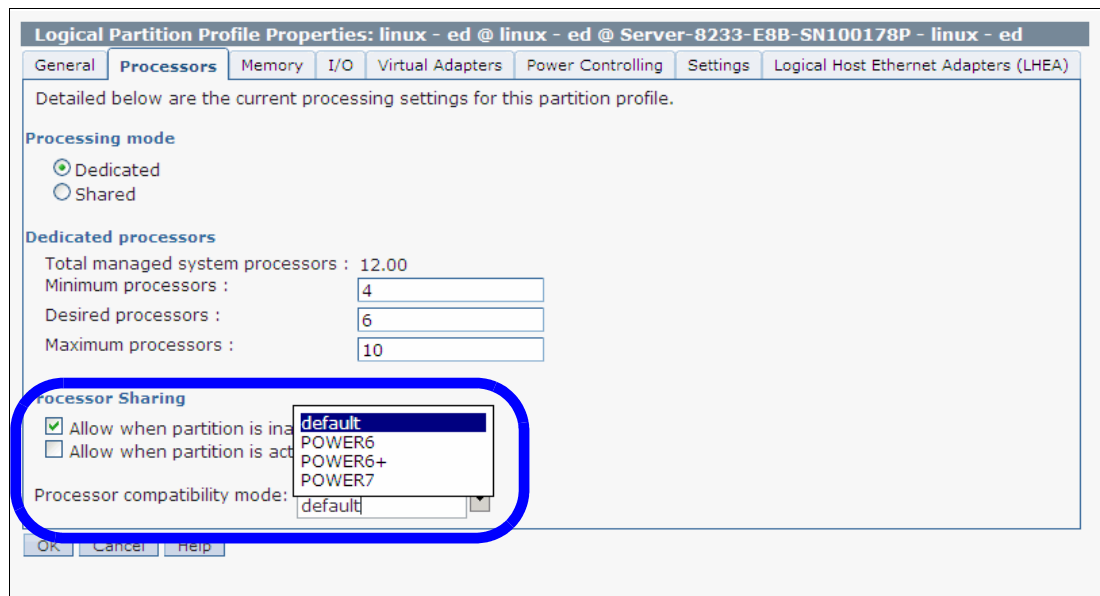 Logical Partition Profile Properties: linux - ed @ linux - ed @ Server-8233-E8B-SN100178P - linux - ed
General Processors Memory I/O Virtual Adapters Power Controlling Settings Logical Host Ethernet Adapters (LHEA)
Detailed below are the current processing settings for this partition profile.
Processing mode
Dedicated
Shared
Dedicated processors
Total managed system processors : 12.00
Minimum processors : 4
Desired processors : 6
Maximum processors : 10
Processor Sharing
Allow when partition is ina
Allow when partition is act
default
POWER6
POWER6+
POWER7
Processor compatibility mode: default
OK Cancel Help